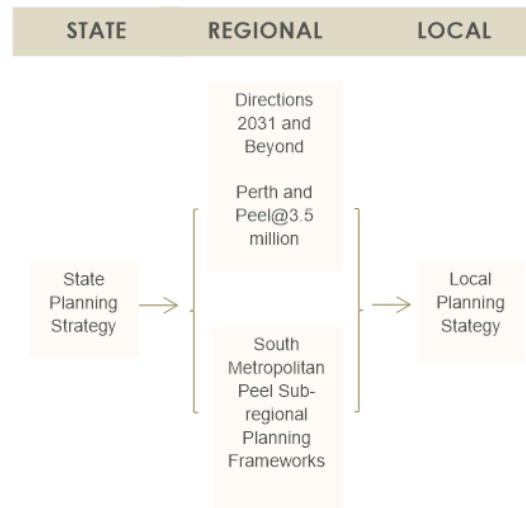 STATE REGIONAL LOCAL
Directions
2031 and
Beyond
Perth and
Peel@3.5
million
State
Planning
Strategy
South
Metropolitan
Peel Sub-
regional
Planning
Frameworks
Local
Planning
Stategy